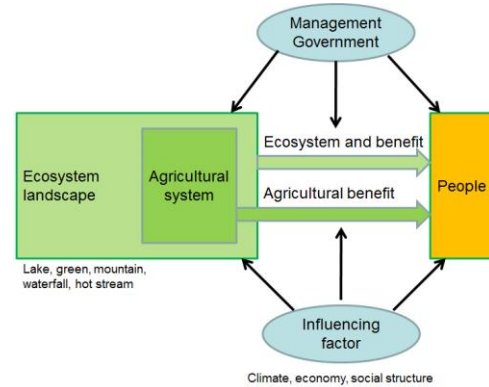 Management
Government
Ecosystem and benefit
Ecosystem
landscape
Agricultural
system
Agricultural benefit
People
Lake, green, mountain,
waterfall, hot stream
Influencing
factor
Climate, economy, social structure